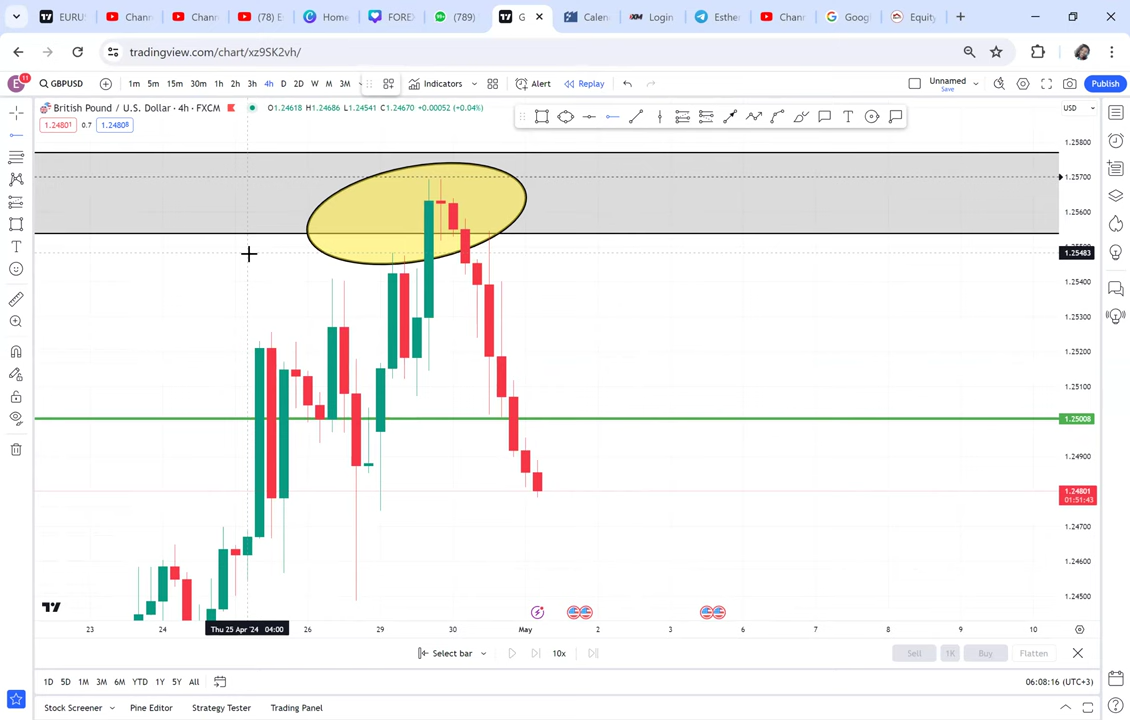 EURU
Chann
Chann
(78) E
Home
FORE
(789)
G
Calen
XM
Login
Esther
Chann
Goog
Equity
tradingview.com/chart/xz9SK2vh/
E
11
GBPUSD
1m 5m 15m 30m 1h 2h 3h 4h D 2D W M 3M
Indicators
Alert
Replay
Unnamed
Save
Publish
British Pound / U.S. Dollar · 4h · FXCM
O1.24618 H1.24686 L1.24541 C1.24670 +0.00052 (+0.04%)
USD
1.24801 0.7 1.24808
1.25800
1.25700
1.25600
1.25483
1.25400
1.25300
1.25200
1.25100
1.25008
1.24900
1.24801
01:51:43
1.24700
1.24600
1.24500
23 24 Thu 25 Apr '24 04:00 26 29 30 May 2 3 6 7 8 9 10
Select bar
10x
Sell 1K Buy Flatten
1D 5D 1M 3M 6M YTD 1Y 5Y All
06:08:16 (UTC+3)
Stock Screener Pine Editor Strategy Tester Trading Panel